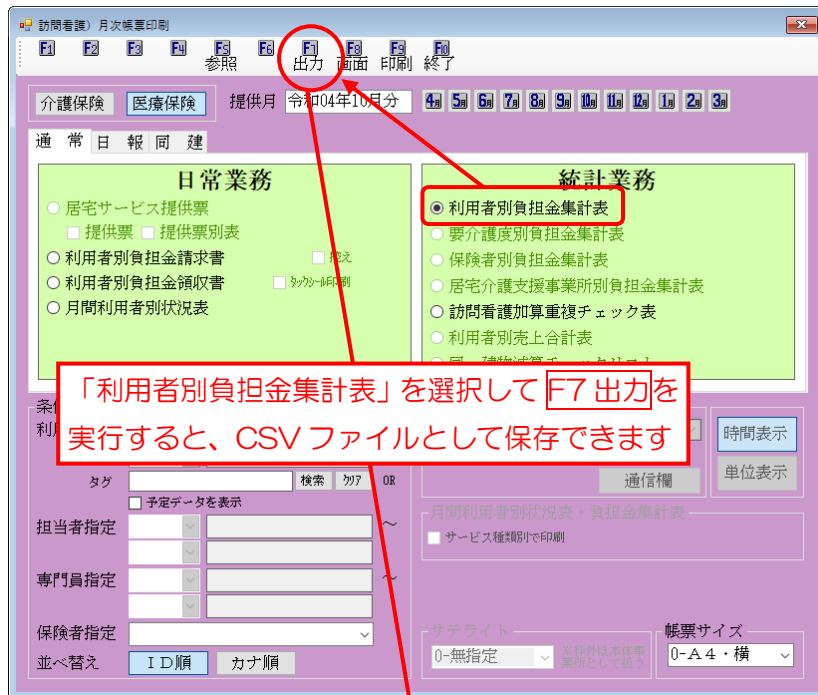 訪問看護）月次帳票印刷
F1 F2 F3 F4 F5 F6 F7 F8 F9 F10
参照 出力 画面 印刷 終了
介護保険 医療保険 提供月 令和04年10月分 4月 5月 6月 7月 8月 9月 10月 11月 12月 1月 2月 3月
通 常 日 報 同 建
日常業務
居宅サービス提供票
提供票 提供票別表
利用者別負担金請求書 控え
利用者別負担金領収書 タックシール印刷
月間利用者別状況表
統計業務
利用者別負担金集計表
要介護度別負担金集計表
保険者別負担金集計表
居宅介護支援事業所別負担金集計表
訪問看護加算重複チェック表
利用者別売上合計表
「利用者別負担金集計表」を選択して F7 出力を
実行すると、CSV ファイルとして保存できます
時間表示
タグ 検索 クリア OR
通信欄 単位表示
予定データを表示
月間利用者別状況表・負担金集計表
担当者指定 ～
サービス種類別で印刷
専門員指定 ～
保険者指定
サテライト
帳票サイズ
並べ替え ＩＤ順 カナ順
0-無指定 ※枠外は本体事
業所として扱う
0-Ａ４・横